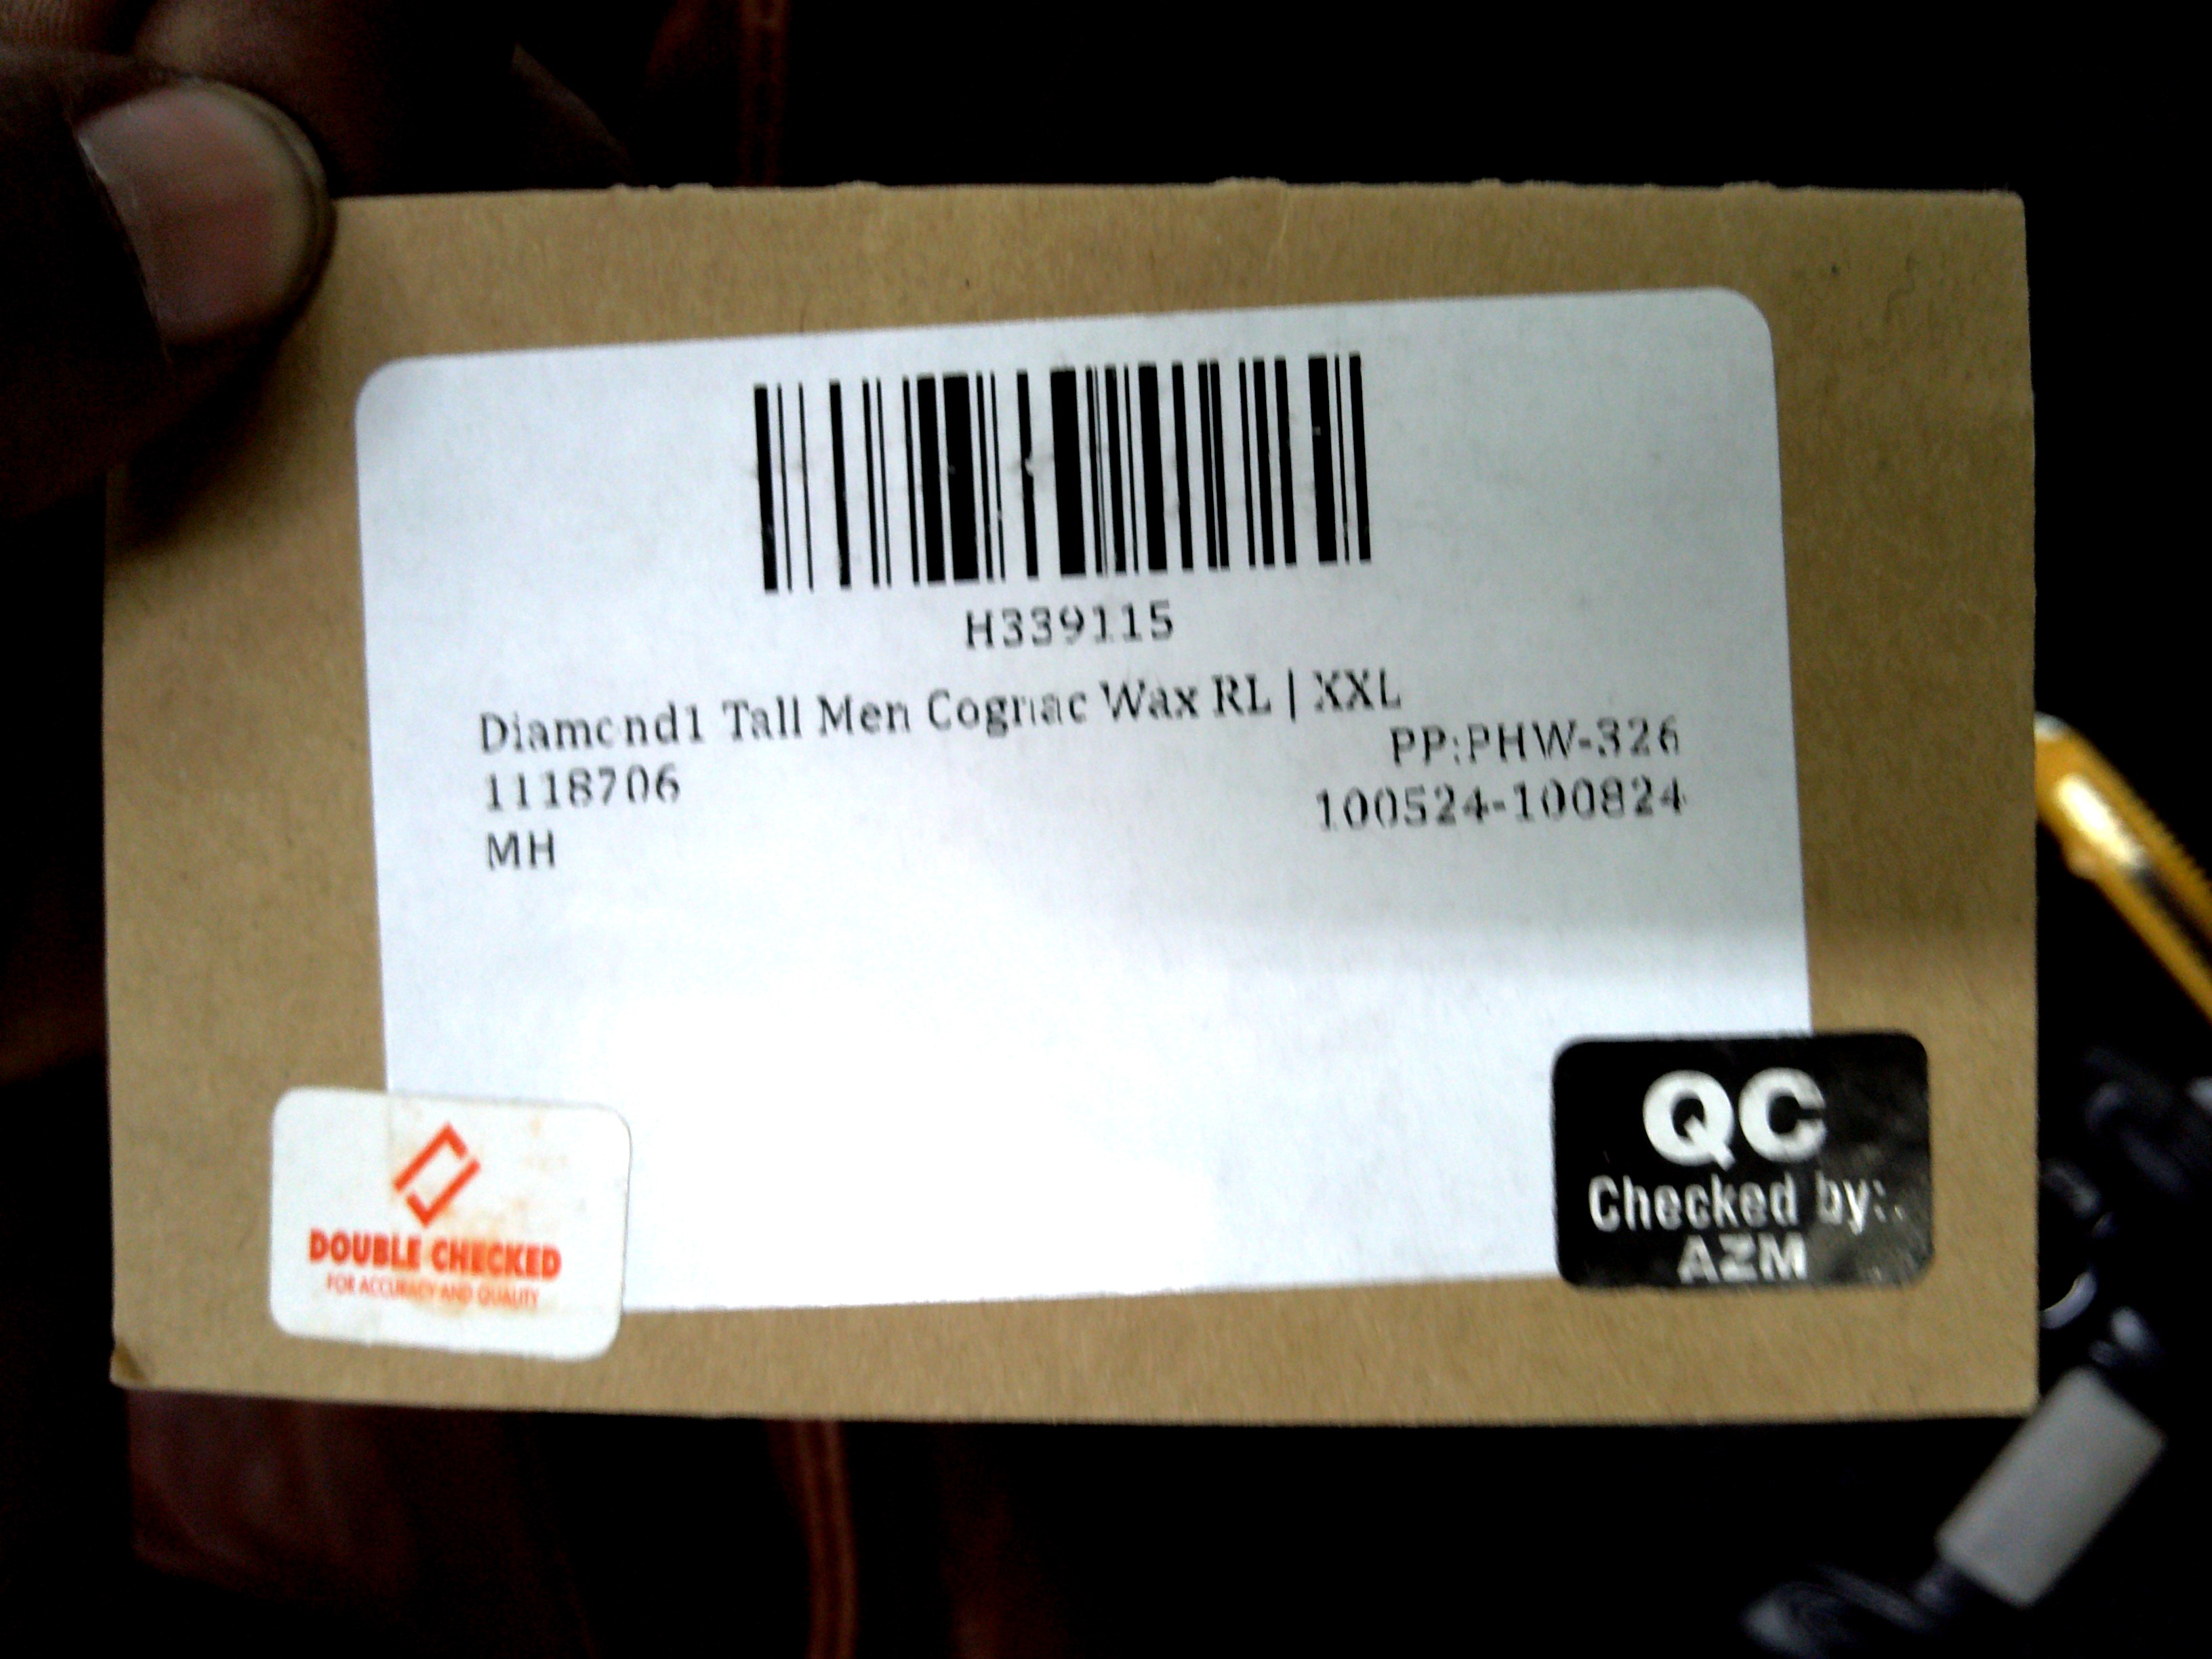 H339115
Diamond1 Tall Men Cognac Wax RL | XXL
PP:PHW-326
1118706
100524-100824
MH
DOUBLE CHECKED
FOR ACCURACY AND QUALITY
QC
Checked by:
AZM